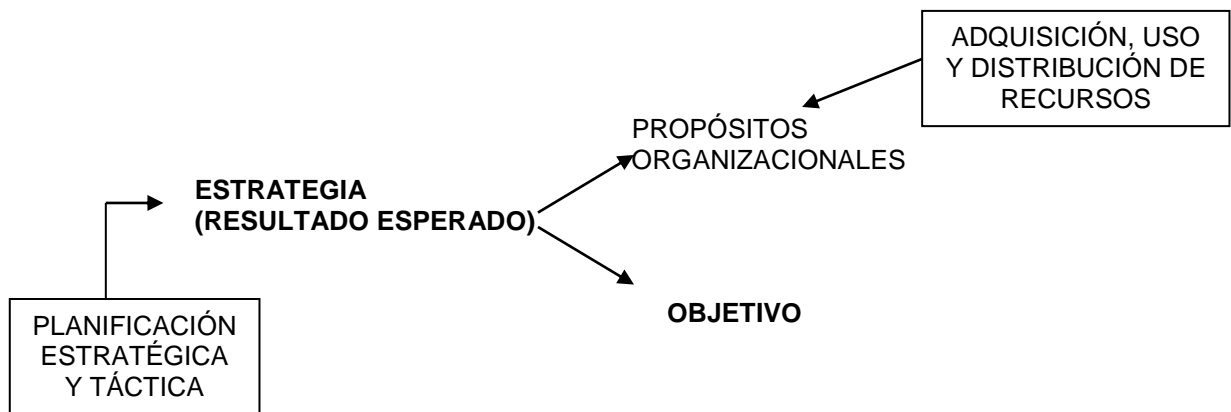 ADQUISICIÓN, USO
Y DISTRIBUCIÓN DE
RECURSOS
PROPÓSITOS
ORGANIZACIONALES
ESTRATEGIA
(RESULTADO ESPERADO)
OBJETIVO
PLANIFICACIÓN
ESTRATÉGICA
Y TÁCTICA